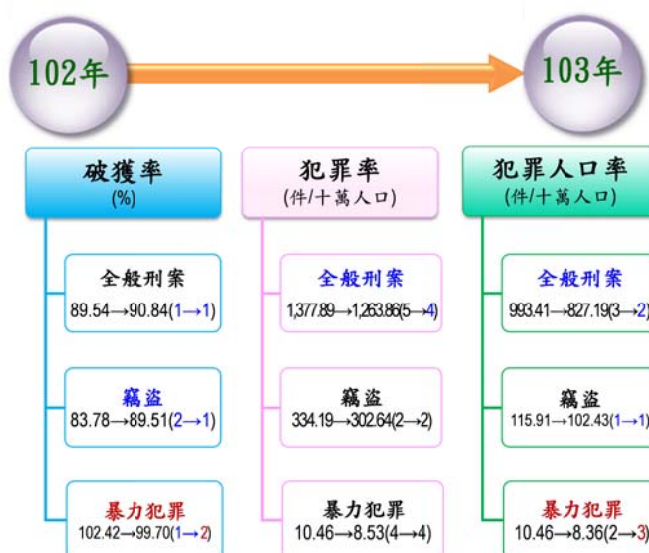 102年
103年
破獲率
(%)
全般刑案
89.54→90.84(1→1)
竊盜
83.78→89.51(2→1)
暴力犯罪
102.42→99.70(1→2)
犯罪率
(件/十萬人口)
全般刑案
1,377.89→1,263.86(5→4)
竊盜
334.19→302.64(2→2)
暴力犯罪
10.46→8.53(4→4)
犯罪人口率
(件/十萬人口)
全般刑案
993.41→827.19(3→2)
竊盜
115.91→102.43(1→1)
暴力犯罪
10.46→8.36(2→3)